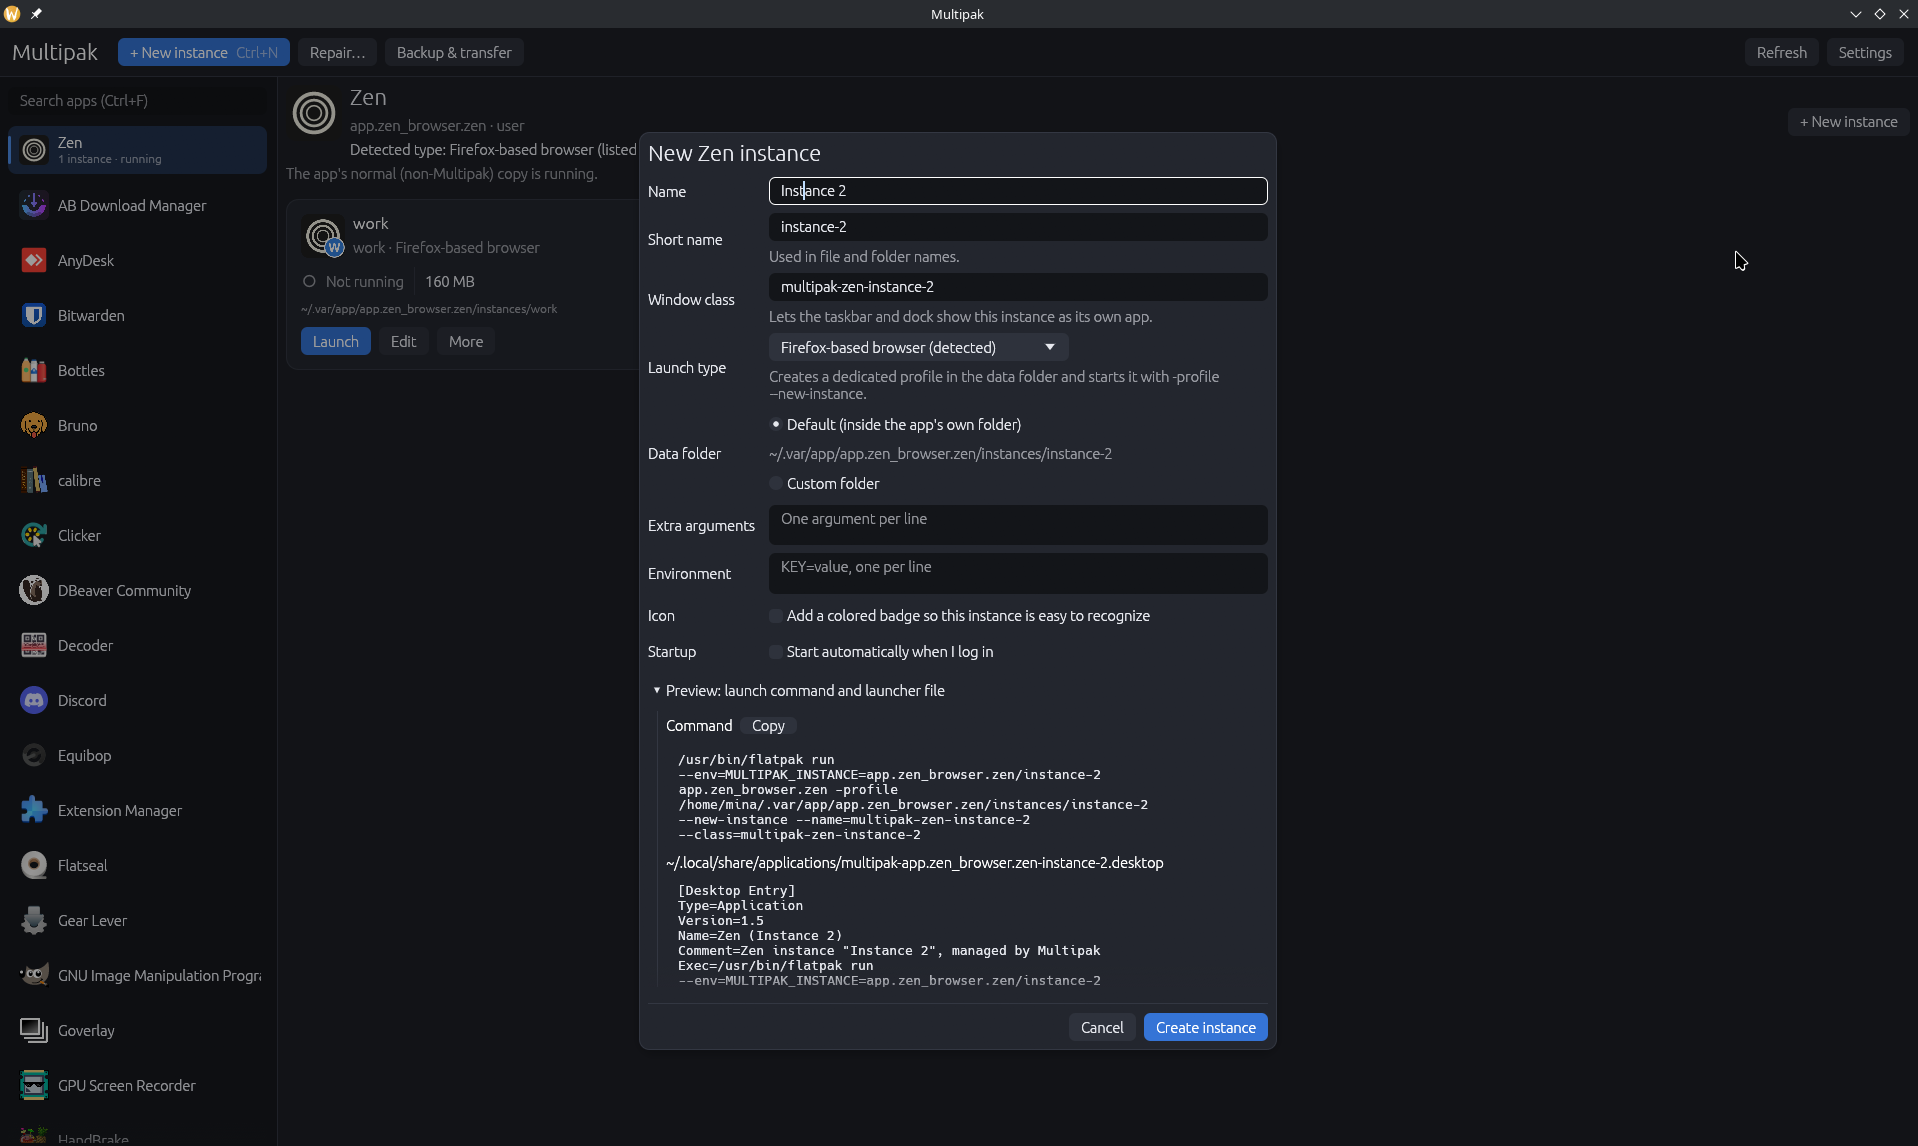 Multipak
Multipak
+ New instance Ctrl+N
Repair...
Backup & transfer
Refresh
Settings
Search apps (Ctrl+F)
Zen
1 instance · running
AB Download Manager
AnyDesk
Bitwarden
Bottles
Bruno
calibre
Clicker
DBeaver Community
Decoder
Discord
Equibop
Extension Manager
Flatseal
Gear Lever
GNU Image Manipulation Progra
Goverlay
GPU Screen Recorder
HandBrake
Zen
app.zen_browser.zen · user
Detected type: Firefox-based browser (listed
The app's normal (non-Multipak) copy is running.
+ New instance
W
work
work · Firefox-based browser
Not running
160 MB
~/.var/app/app.zen_browser.zen/instances/work
Launch
Edit
More
New Zen instance
Name
Instance 2
Short name
instance-2
Used in file and folder names.
Window class
multipak-zen-instance-2
Lets the taskbar and dock show this instance as its own app.
Launch type
Firefox-based browser (detected)
Creates a dedicated profile in the data folder and starts it with -profile
--new-instance.
Data folder
Default (inside the app's own folder)
~/.var/app/app.zen_browser.zen/instances/instance-2
Custom folder
Extra arguments
One argument per line
Environment
KEY=value, one per line
Icon
Add a colored badge so this instance is easy to recognize
Startup
Start automatically when I log in
Preview: launch command and launcher file
Command
Copy
/usr/bin/flatpak run
--env=MULTIPAK_INSTANCE=app.zen_browser.zen/instance-2
app.zen_browser.zen -profile
/home/mina/.var/app/app.zen_browser.zen/instances/instance-2
--new-instance --name=multipak-zen-instance-2
--class=multipak-zen-instance-2
~/.local/share/applications/multipak-app.zen_browser.zen-instance-2.desktop
[Desktop Entry]
Type=Application
Version=1.5
Name=Zen (Instance 2)
Comment=Zen instance "Instance 2", managed by Multipak
Exec=/usr/bin/flatpak run
--env=MULTIPAK_INSTANCE=app.zen_browser.zen/instance-2
Cancel
Create instance